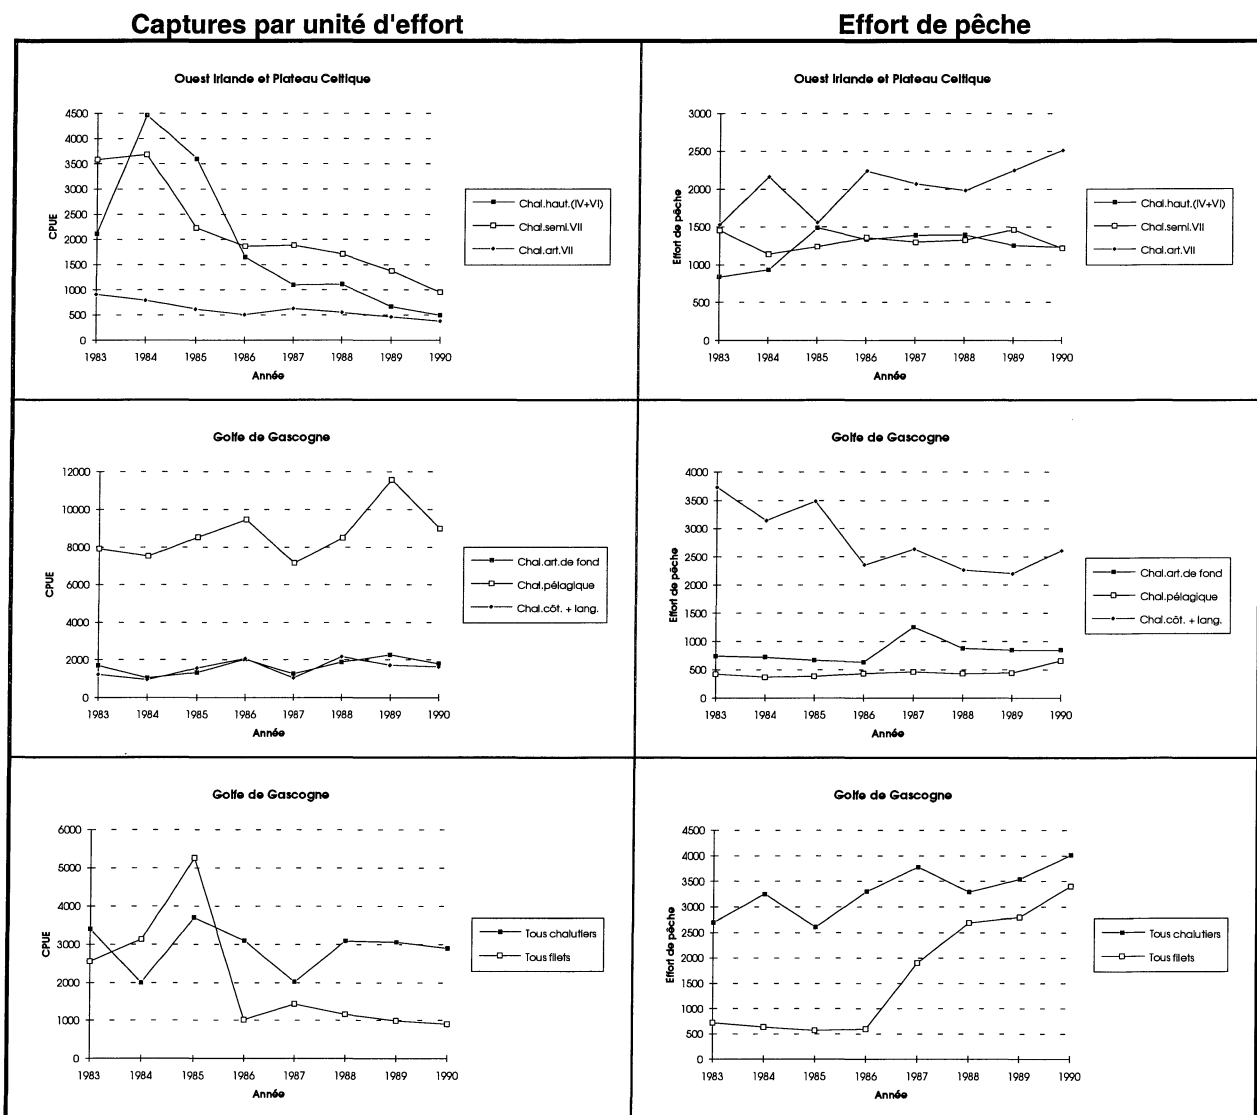 Captures par unité d'effort
Effort de pêche
Ouest Irlande et Plateau Celtique
4500
4000
3500
3000
2500
2000
1500
1000
500
0
CPUE
1983 1984 1985 1986 1987 1988 1989 1990
Année
Chal.haut.(IV+VI)
Chal.semi.VII
Chal.art.VII
Ouest Irlande et Plateau Celtique
3000
2500
2000
1500
1000
500
0
Effort de pêche
1983 1984 1985 1986 1987 1988 1989 1990
Année
Chal.haut.(IV+VI)
Chal.semi.VII
Chal.art.VII
Golfe de Gascogne
12000
10000
8000
6000
4000
2000
0
CPUE
1983 1984 1985 1986 1987 1988 1989 1990
Année
Chal.art.de fond
Chal.pélagique
Chal.côt. + lang.
Golfe de Gascogne
4000
3500
3000
2500
2000
1500
1000
500
0
Effort de pêche
1983 1984 1985 1986 1987 1988 1989 1990
Année
Chal.art.de fond
Chal.pélagique
Chal.côt. + lang.
Golfe de Gascogne
6000
5000
4000
3000
2000
1000
0
CPUE
1983 1984 1985 1986 1987 1988 1989 1990
Année
Tous chalutiers
Tous filets
Golfe de Gascogne
4500
4000
3500
3000
2500
2000
1500
1000
500
0
Effort de pêche
1983 1984 1985 1986 1987 1988 1989 1990
Année
Tous chalutiers
Tous filets